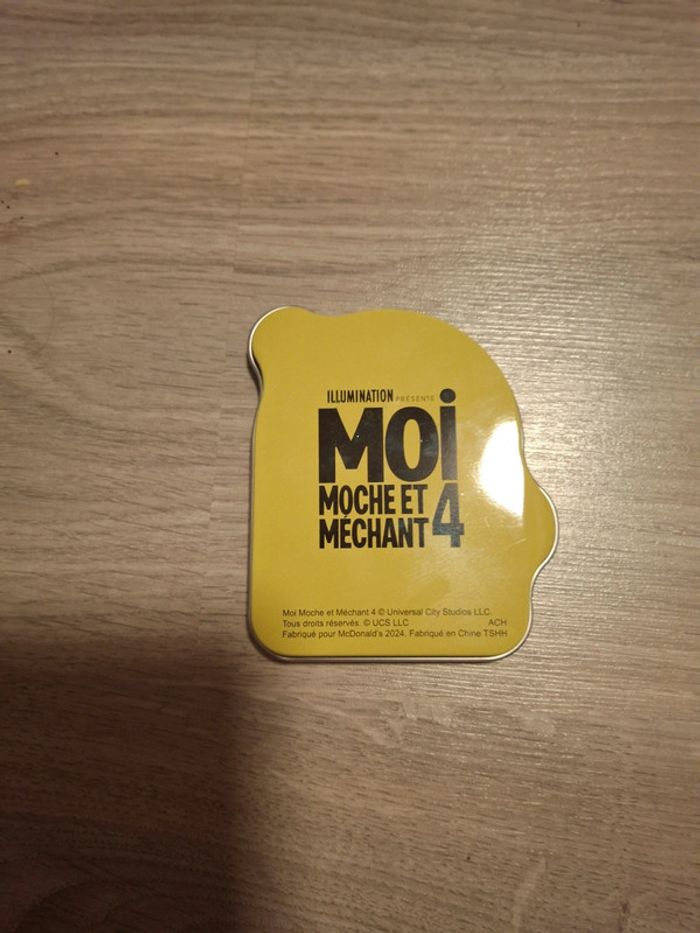 ILLUMINATION PRÉSENTE
MOi
MOCHE ET
MÉCHANT 4
Moi Moche et Méchant 4 © Universal City Studios LLC.
Tous droits réservés. © UCS LLC ACH
Fabriqué pour McDonald's 2024. Fabriqué en Chine TSHH